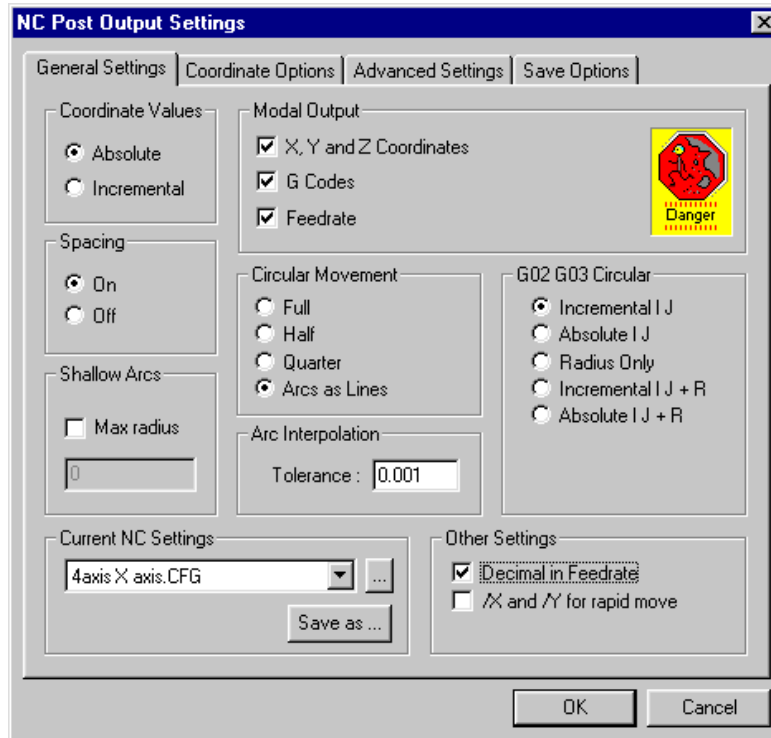 NC Post Output Settings
General Settings
Coordinate Options
Advanced Settings
Save Options
Coordinate Values
Absolute
Incremental
Modal Output
X, Y and Z Coordinates
G Codes
Feedrate
Danger
Spacing
On
Off
Circular Movement
Full
Half
Quarter
Arcs as Lines
G02 G03 Circular
Incremental I J
Absolute I J
Radius Only
Incremental I J + R
Absolute I J + R
Shallow Arcs
Max radius
0
Arc Interpolation
Tolerance : 0.001
Current NC Settings
4axis X axis.CFG
...
Save as ...
Other Settings
Decimal in Feedrate
/X and /Y for rapid move
OK
Cancel